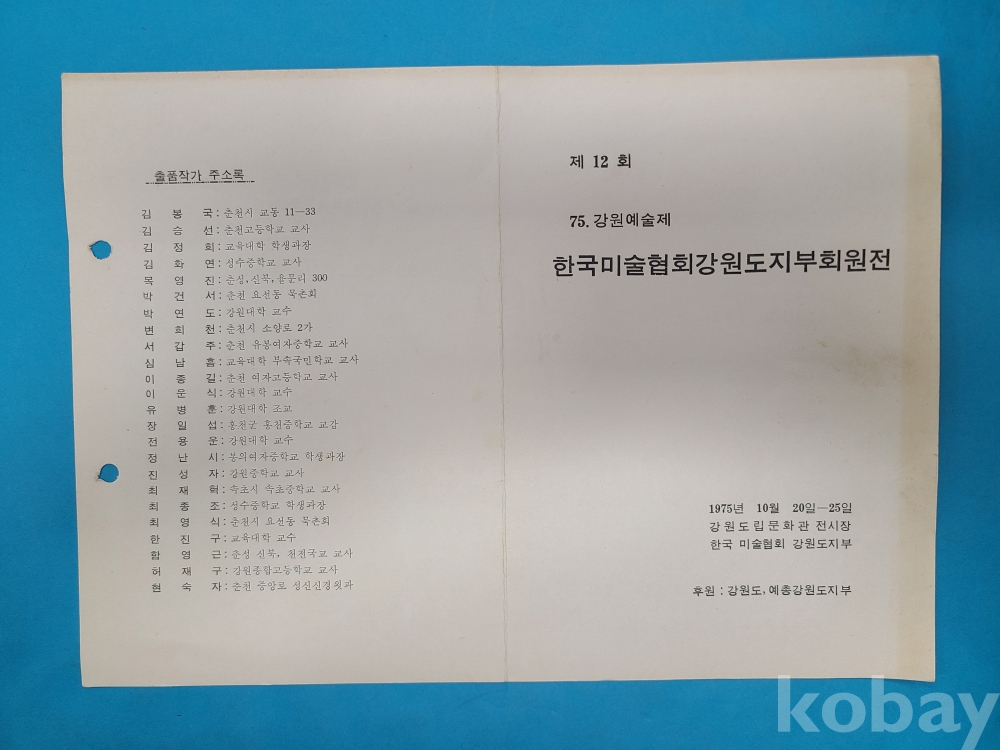 출품작가 주소록
김 봉 국 : 춘천시 교동 11—33
김 승 선 : 춘천고등학교 교사
김 정 희 : 교육대학 학생과장
김 화 연 : 성수중학교 교사
목 영 진 : 춘성, 신북, 율문리 300
박 건 서 : 춘천 요선동 묵촌회
박 연 도 : 강원대학 교수
변 희 천 : 춘천시 소양로 2가
서 갑 주 : 춘천 유봉여자중학교 교사
심 남 흠 : 교육대학 부속국민학교 교사
이 종 길 : 춘천 여자고등학교 교사
이 운 식 : 강원대학 교수
유 병 훈 : 강원대학 조교
장 일 섭 : 홍천군 홍천중학교 교감
전 용 운 : 강원대학 교수
정 난 시 : 봉의여자중학교 학생과장
진 성 자 : 강원중학교 교사
최 재 혁 : 속초시 속초중학교 교사
최 종 조 : 성수중학교 학생과장
최 영 식 : 춘천시 요선동 묵촌회
한 진 구 : 교육대학 교수
함 영 근 : 춘성 신북, 천전국교 교사
허 재 구 : 강원종합고등학교 교사
현 숙 자 : 춘천 중앙로 성신신경욋과
제 12 회
75. 강원예술제
한국미술협회강원도지부회원전
1975년 10월 20일—25일
강원도립문화관 전시장
한국 미술협회 강원도지부
후원 : 강원도, 예총강원도지부
kobay